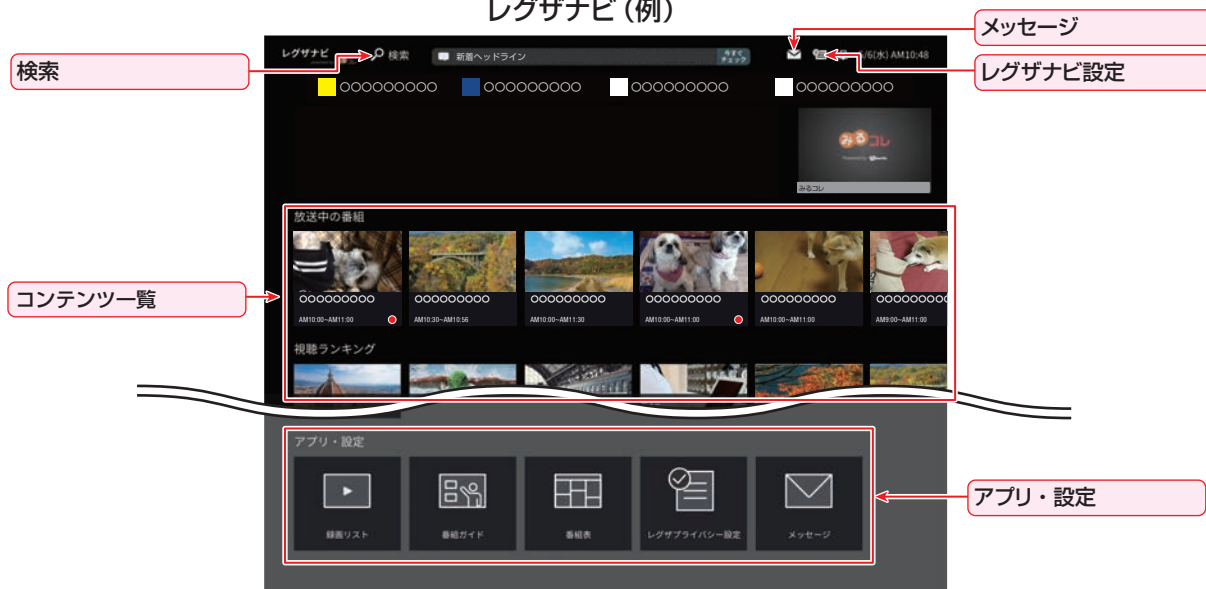 レグザナビ（例）
メッセージ
検索
レグザナビ設定
コンテンツ一覧
アプリ・設定
レグザナビ
検索
新着ヘッドライン
今すぐ
チェック
/6(水) AM10:48
○○○○○○○○○
○○○○○○○○○
○○○○○○○○○
○○○○○○○○○
みるコレ
Powered by
みるコレ
放送中の番組
○○○○○○○○○
AM10:00~AM11:00
○○○○○○○○○
AM10:30~AM10:56
○○○○○○○○○
AM10:00~AM11:30
○○○○○○○○○
AM10:00~AM11:00
○○○○○○○○○
AM10:00~AM11:00
○○○○○○○○○
AM9:00~AM11:00
視聴ランキング
アプリ・設定
録画リスト
番組ガイド
番組表
レグザプライバシー設定
メッセージ